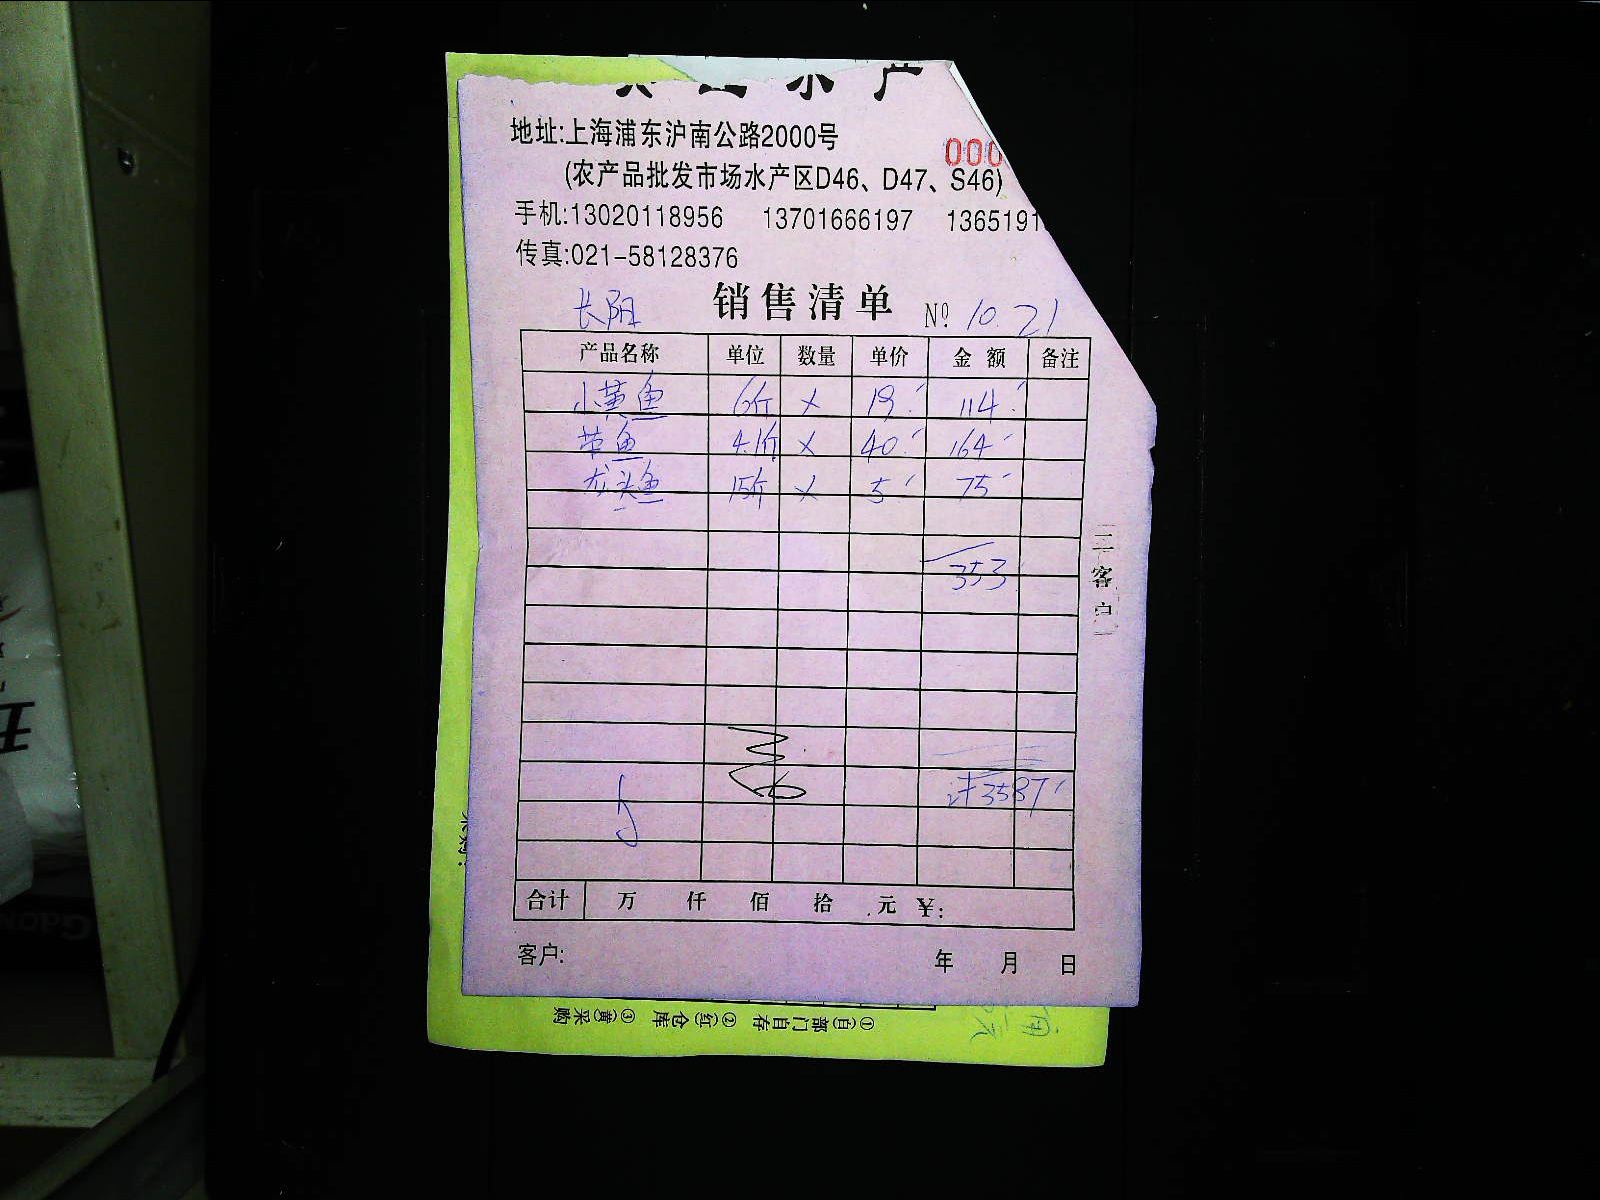 水产
地址:上海浦东沪南公路2000号
000
(农产品批发市场水产区D46、D47、S46)
手机:13020118956 13701666197 1365191
传真:021-58128376
长阳 销售清单 Nº 10.21
产品名称 单位 数量 单价 金额 备注
小黄鱼 6斤 × 19 114
带鱼 4.1斤 × 40 164
龙头鱼 15斤 × 5 75
353
二客户
计3587
合计 万 仟 佰 拾 元 ¥:
客户: 年 月 日
①(白)部门自存 ②(红)仓库 ③(黄)采购